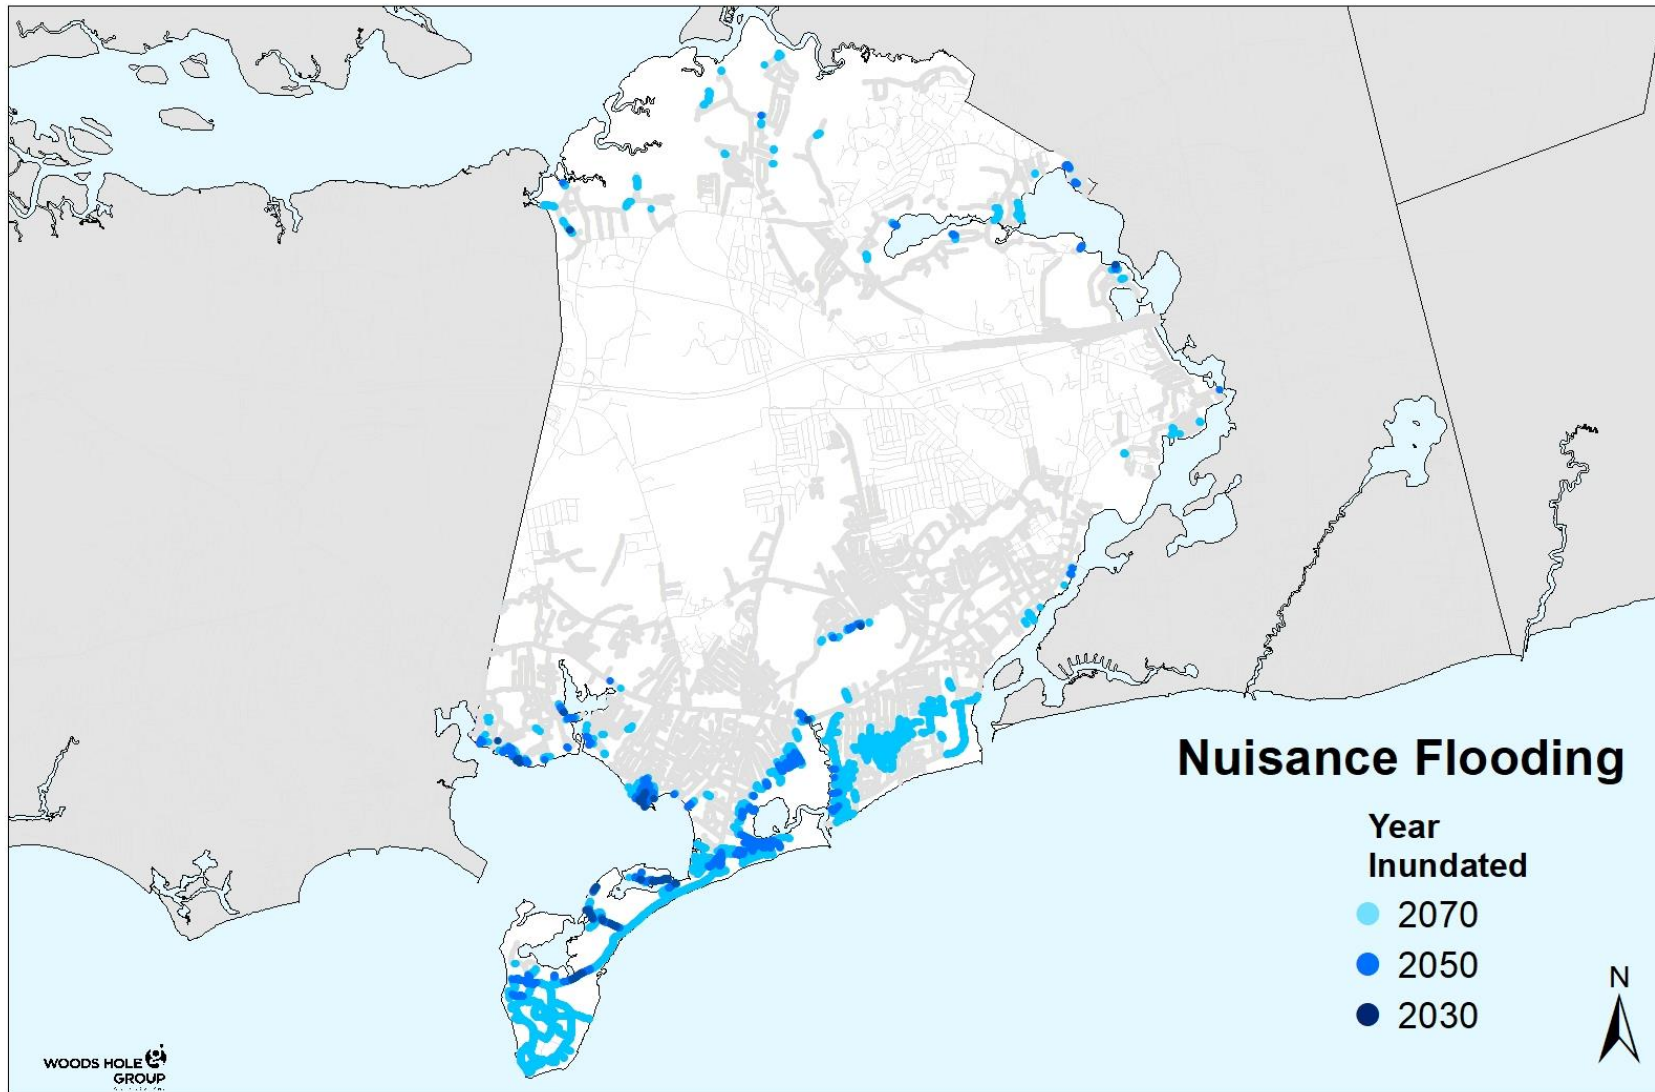 Nuisance Flooding
Year
Inundated
2070
2050
2030
N
WOODS HOLE
GROUP